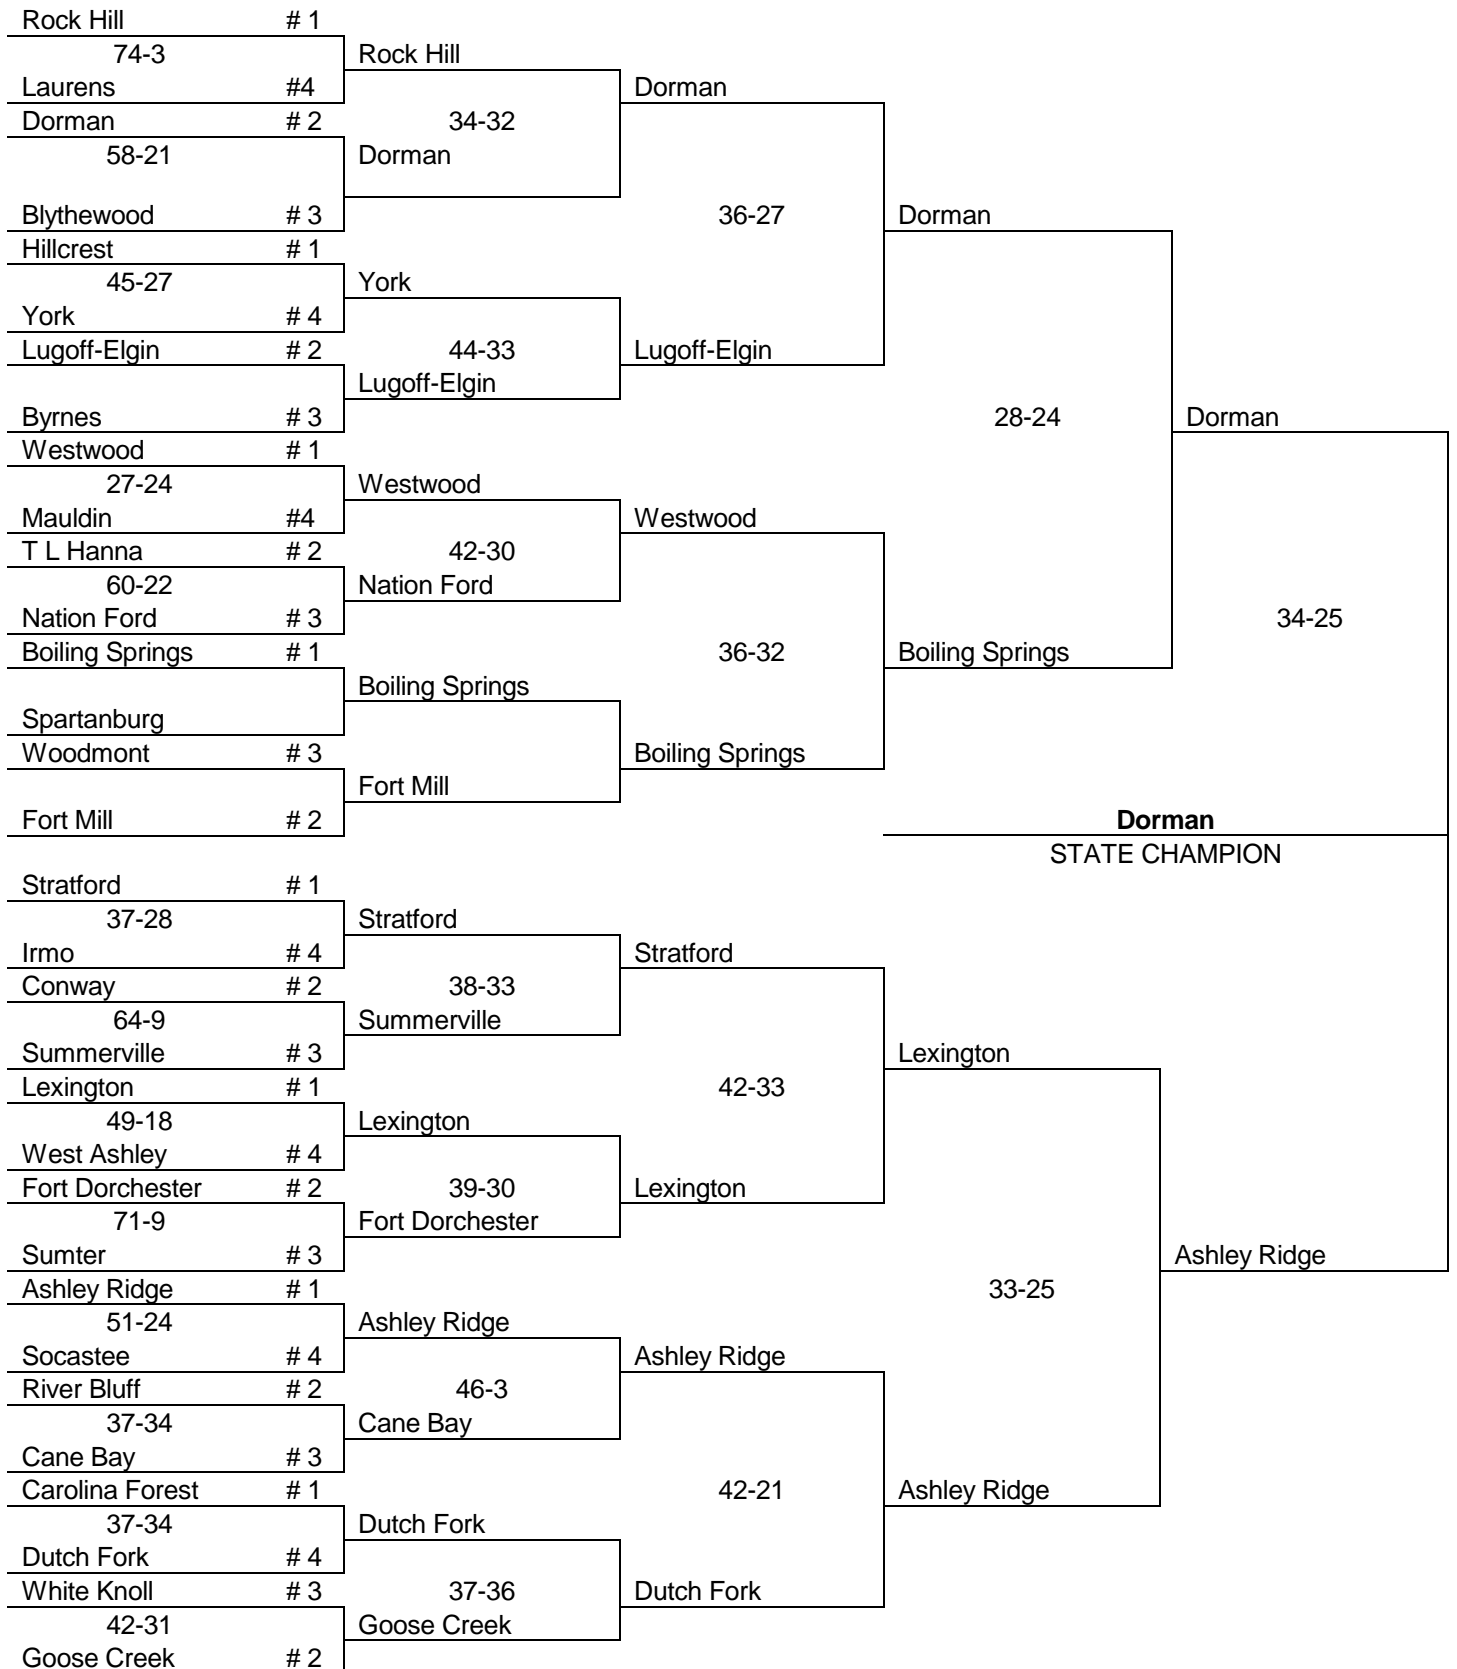 Rock Hill # 1
74-3 Rock Hill
Laurens #4 Dorman
Dorman # 2 34-32
58-21 Dorman
Blythewood # 3 36-27 Dorman
Hillcrest # 1
45-27 York
York # 4
Lugoff-Elgin # 2 44-33 Lugoff-Elgin
Lugoff-Elgin
Byrnes # 3 28-24 Dorman
Westwood # 1
27-24 Westwood
Mauldin #4 Westwood
T L Hanna # 2 42-30
60-22 Nation Ford
Nation Ford # 3 34-25
Boiling Springs # 1 36-32 Boiling Springs
Boiling Springs
Spartanburg
Woodmont # 3 Boiling Springs
Fort Mill
Fort Mill # 2 Dorman
STATE CHAMPION
Stratford # 1
37-28 Stratford
Irmo # 4 Stratford
Conway # 2 38-33
64-9 Summerville
Summerville # 3 Lexington
Lexington # 1 42-33
49-18 Lexington
West Ashley # 4
Fort Dorchester # 2 39-30 Lexington
71-9 Fort Dorchester
Sumter # 3 Ashley Ridge
Ashley Ridge # 1 33-25
51-24 Ashley Ridge
Socastee # 4 Ashley Ridge
River Bluff # 2 46-3
37-34 Cane Bay
Cane Bay # 3
Carolina Forest # 1 42-21 Ashley Ridge
37-34 Dutch Fork
Dutch Fork # 4
White Knoll # 3 37-36 Dutch Fork
42-31 Goose Creek
Goose Creek # 2